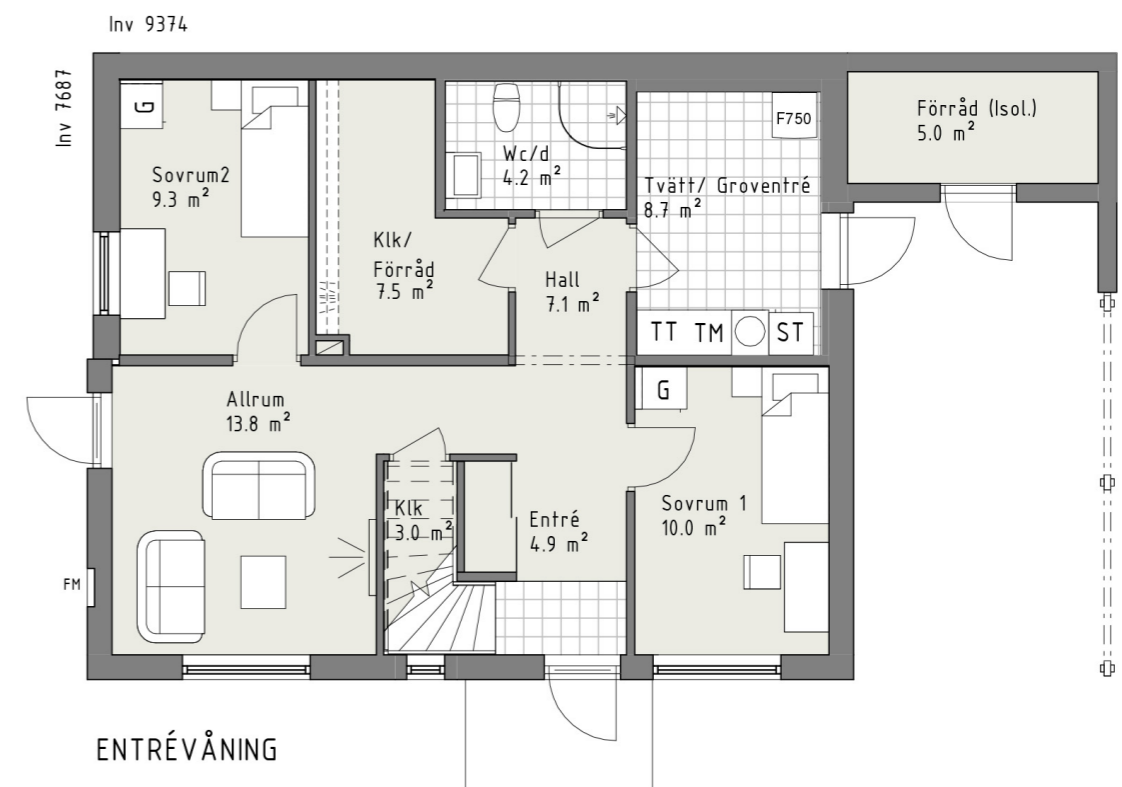 Inv 9374
Inv 7687
G
Sovrum2
9.3 m²
Wc/d
4.2 m²
F750
Tvätt/ Groventré
8.7 m²
Förråd (Isol.)
5.0 m²
Klk/
Förråd
7.5 m²
Hall
7.1 m²
TT TM ST
Allrum
13.8 m²
G
Klk
3.0 m²
Entré
4.9 m²
Sovrum 1
10.0 m²
FM
ENTRÉVÅNING